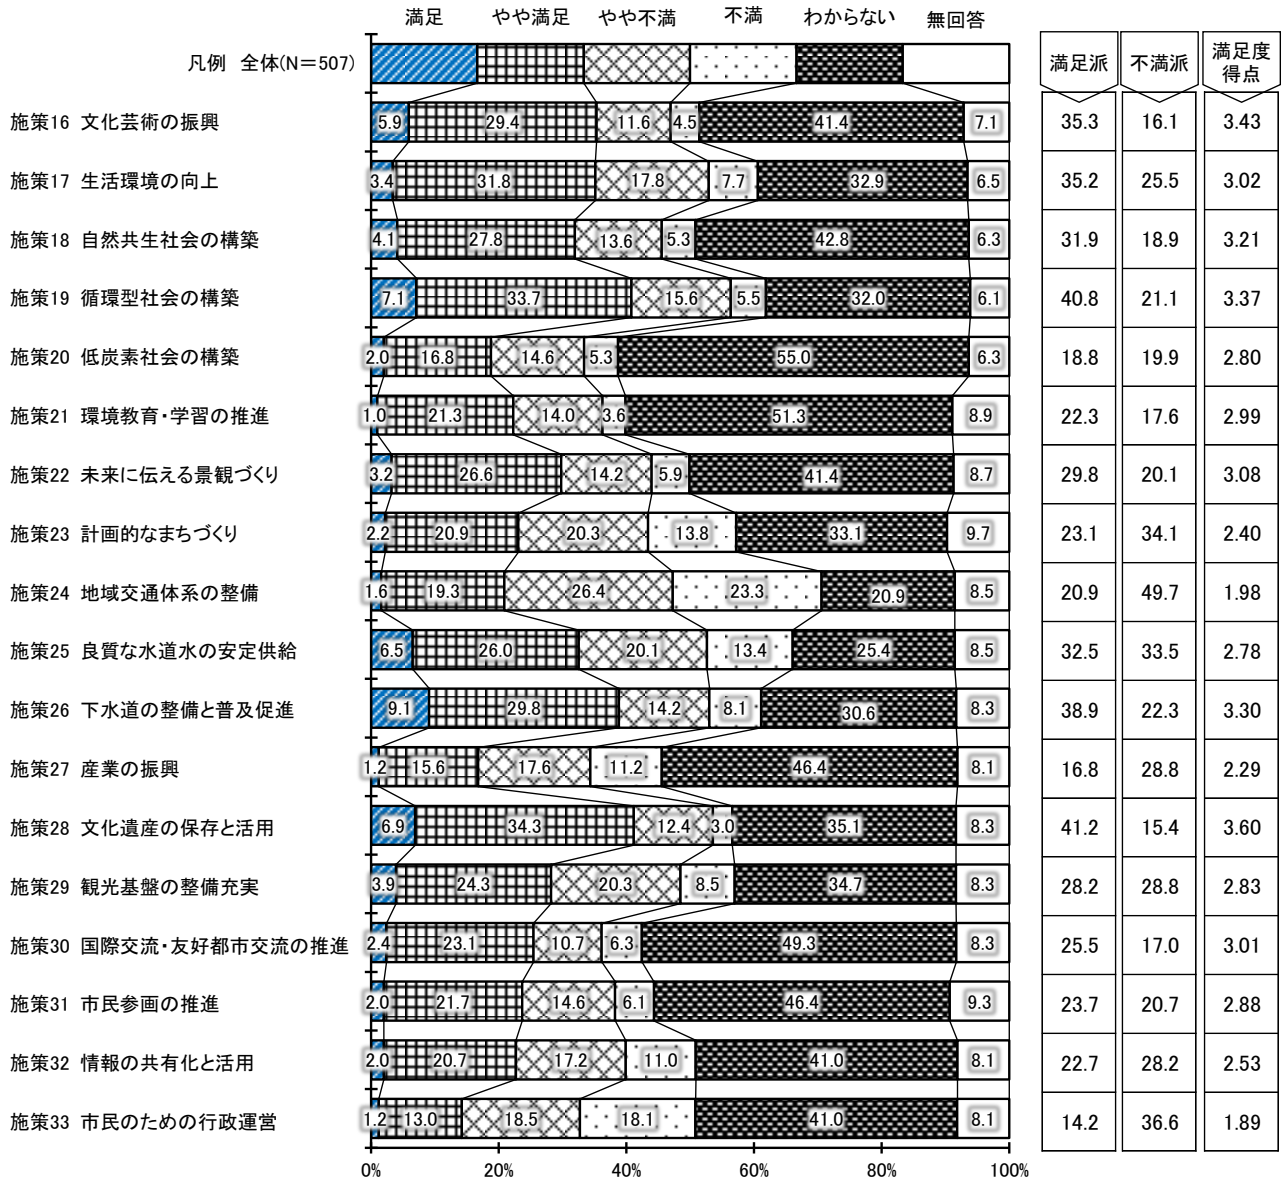 満足 やや満足 やや不満 不満 わからない 無回答
凡例 全体(N＝507)
満足派 不満派 満足度得点
施策16 文化芸術の振興 5.9 29.4 11.6 4.5 41.4 7.1 35.3 16.1 3.43
施策17 生活環境の向上 3.4 31.8 17.8 7.7 32.9 6.5 35.2 25.5 3.02
施策18 自然共生社会の構築 4.1 27.8 13.6 5.3 42.8 6.3 31.9 18.9 3.21
施策19 循環型社会の構築 7.1 33.7 15.6 5.5 32.0 6.1 40.8 21.1 3.37
施策20 低炭素社会の構築 2.0 16.8 14.6 5.3 55.0 6.3 18.8 19.9 2.80
施策21 環境教育・学習の推進 1.0 21.3 14.0 3.6 51.3 8.9 22.3 17.6 2.99
施策22 未来に伝える景観づくり 3.2 26.6 14.2 5.9 41.4 8.7 29.8 20.1 3.08
施策23 計画的なまちづくり 2.2 20.9 20.3 13.8 33.1 9.7 23.1 34.1 2.40
施策24 地域交通体系の整備 1.6 19.3 26.4 23.3 20.9 8.5 20.9 49.7 1.98
施策25 良質な水道水の安定供給 6.5 26.0 20.1 13.4 25.4 8.5 32.5 33.5 2.78
施策26 下水道の整備と普及促進 9.1 29.8 14.2 8.1 30.6 8.3 38.9 22.3 3.30
施策27 産業の振興 1.2 15.6 17.6 11.2 46.4 8.1 16.8 28.8 2.29
施策28 文化遺産の保存と活用 6.9 34.3 12.4 3.0 35.1 8.3 41.2 15.4 3.60
施策29 観光基盤の整備充実 3.9 24.3 20.3 8.5 34.7 8.3 28.2 28.8 2.83
施策30 国際交流・友好都市交流の推進 2.4 23.1 10.7 6.3 49.3 8.3 25.5 17.0 3.01
施策31 市民参画の推進 2.0 21.7 14.6 6.1 46.4 9.3 23.7 20.7 2.88
施策32 情報の共有化と活用 2.0 20.7 17.2 11.0 41.0 8.1 22.7 28.2 2.53
施策33 市民のための行政運営 1.2 13.0 18.5 18.1 41.0 8.1 14.2 36.6 1.89
0% 20% 40% 60% 80% 100%